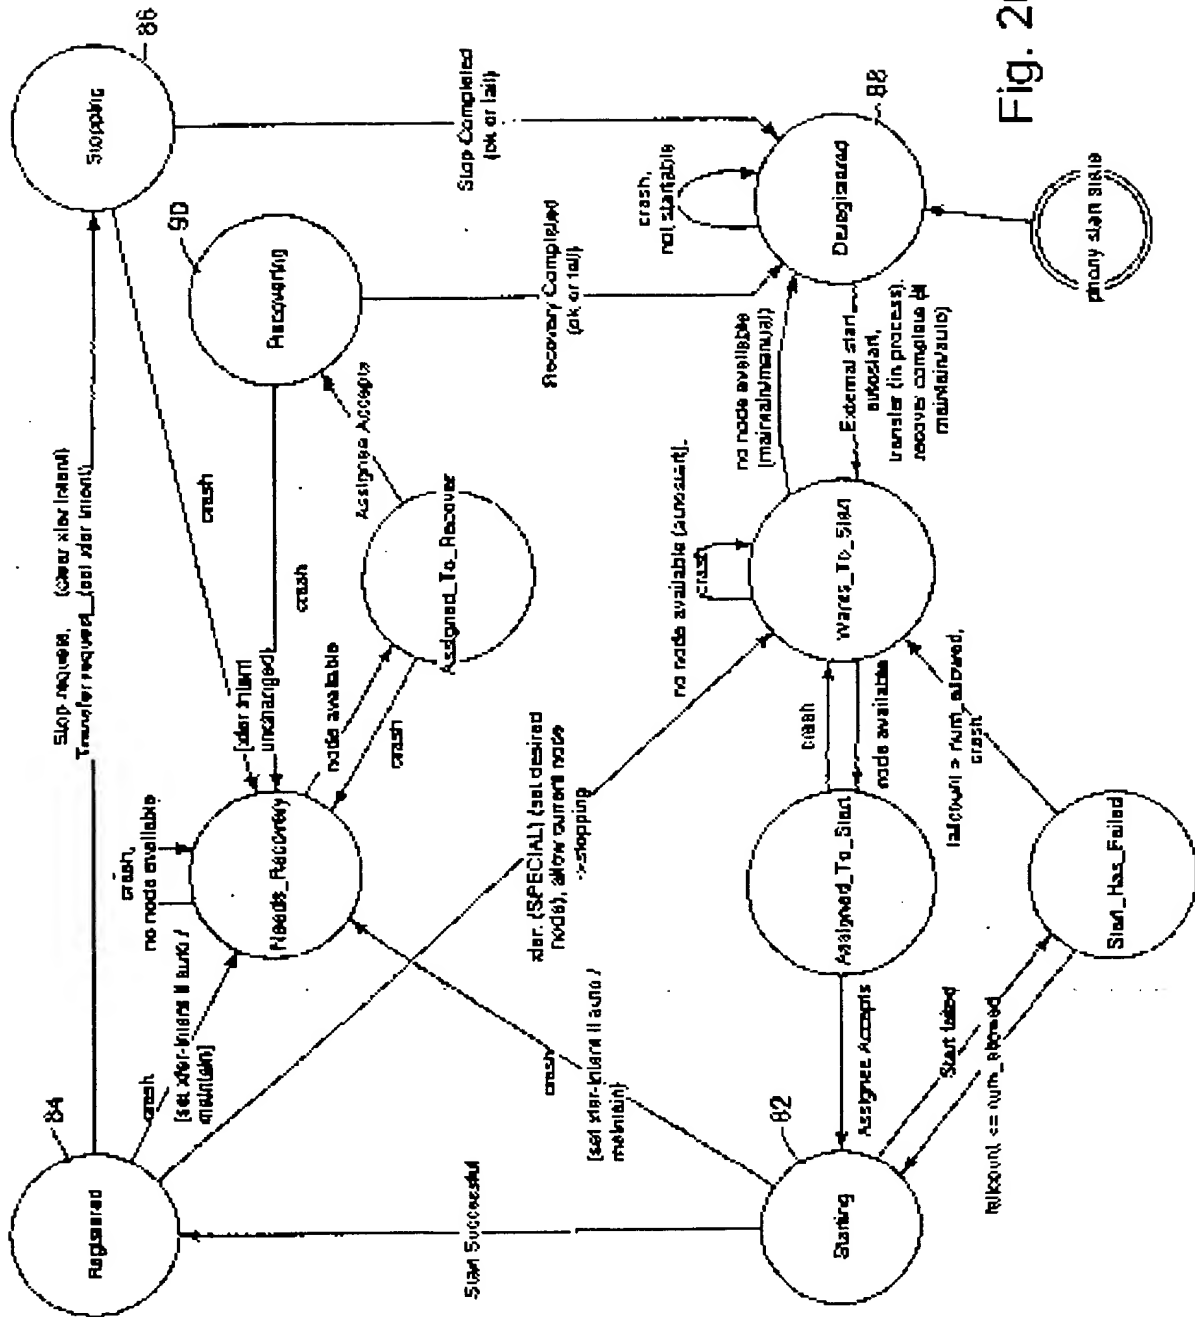 Registered
84
Stop request, (clear xfer intent)
Transfer request (set xfer intent)
Stopping
86
crash
[set xfer-intent if auto /
maintain]
crash,
no node available
Needs_Recovery
[xfer intent
unchanged]
crash
crash
node available
crash
Assigned_To_Recover
Assignee Accepts
Recovering
90
Stop Completed
(ok or fail)
Recovery Completed
(ok or fail)
Start Successful
crash
[set xfer-intent if auto /
maintain]
xfer. (SPECIAL) (set desired
node), allow current node
->stopping
no node available (autostart).
crash
no node available
(maintain/manual)
crash,
not startable
Starting
82
Assignee Accepts
Assigned_To_Start
crash
node available
Wants_To_Start
External start,
autostart,
transfer (in process).
recover complete (if
maintain/auto)
Deregistered
88
Start failed
failcount <= num_allowed
Start_Has_Failed
failcount > num_allowed,
crash
phony start state
Fig.